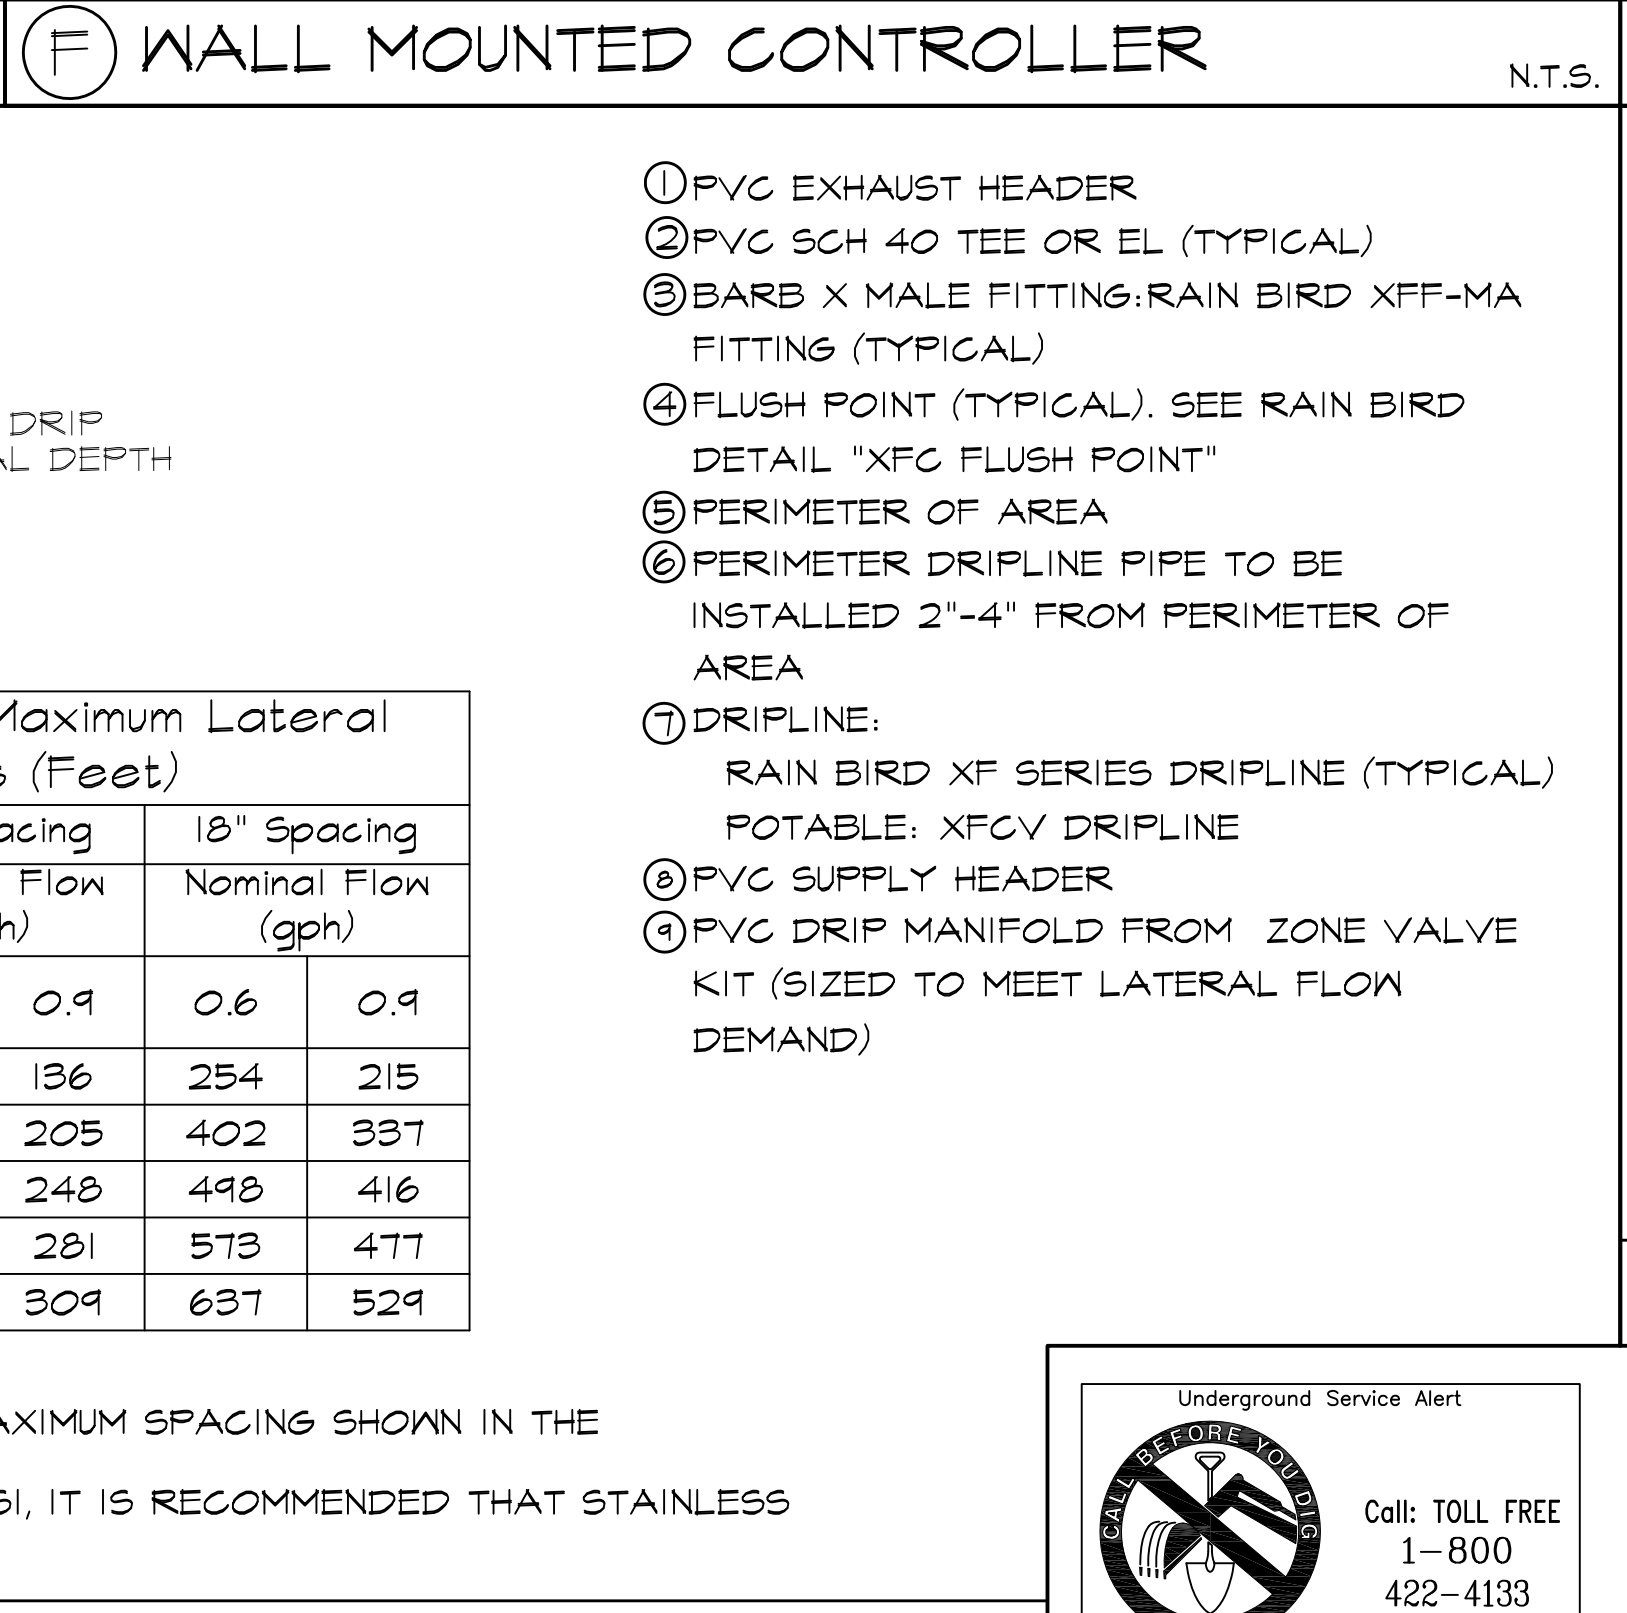 F WALL MOUNTED CONTROLLER
N.T.S.
1 PVC EXHAUST HEADER
2 PVC SCH 40 TEE OR EL (TYPICAL)
3 BARB X MALE FITTING:RAIN BIRD XFF-MA
FITTING (TYPICAL)
4 FLUSH POINT (TYPICAL). SEE RAIN BIRD
DETAIL "XFC FLUSH POINT"
5 PERIMETER OF AREA
6 PERIMETER DRIPLINE PIPE TO BE
INSTALLED 2"-4" FROM PERIMETER OF
AREA
7 DRIPLINE:
RAIN BIRD XF SERIES DRIPLINE (TYPICAL)
POTABLE: XFCV DRIPLINE
8 PVC SUPPLY HEADER
9 PVC DRIP MANIFOLD FROM ZONE VALVE
KIT (SIZED TO MEET LATERAL FLOW
DEMAND)
DRIP
AL DEPTH
Maximum Lateral
s (Feet)
acing 18" Spacing
Flow Nominal Flow
h) (gph)
0.9 0.6 0.9
136 254 215
205 402 337
248 498 416
281 573 477
309 637 529
AXIMUM SPACING SHOWN IN THE
SI, IT IS RECOMMENDED THAT STAINLESS
Underground Service Alert
CALL BEFORE YOU DIG
Call: TOLL FREE
1-800
422-4133